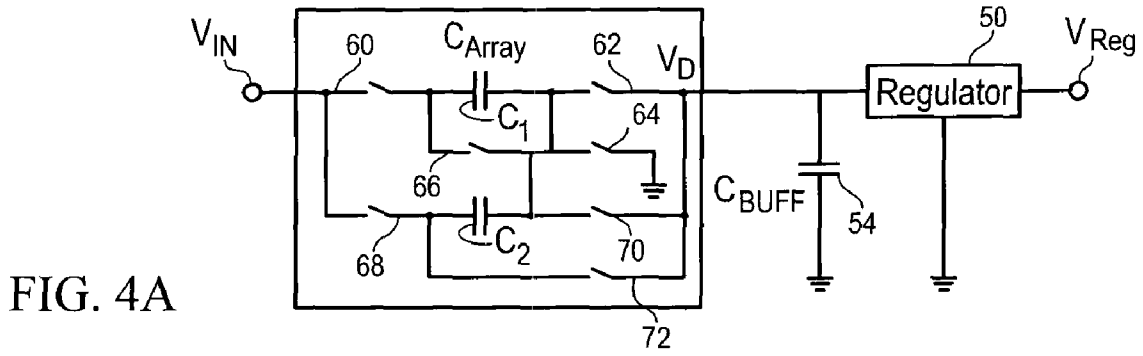 V_IN
60
C_Array
62
V_D
50
V_Reg
Regulator
C_1
64
66
C_BUFF
54
68
C_2
70
72
FIG. 4A